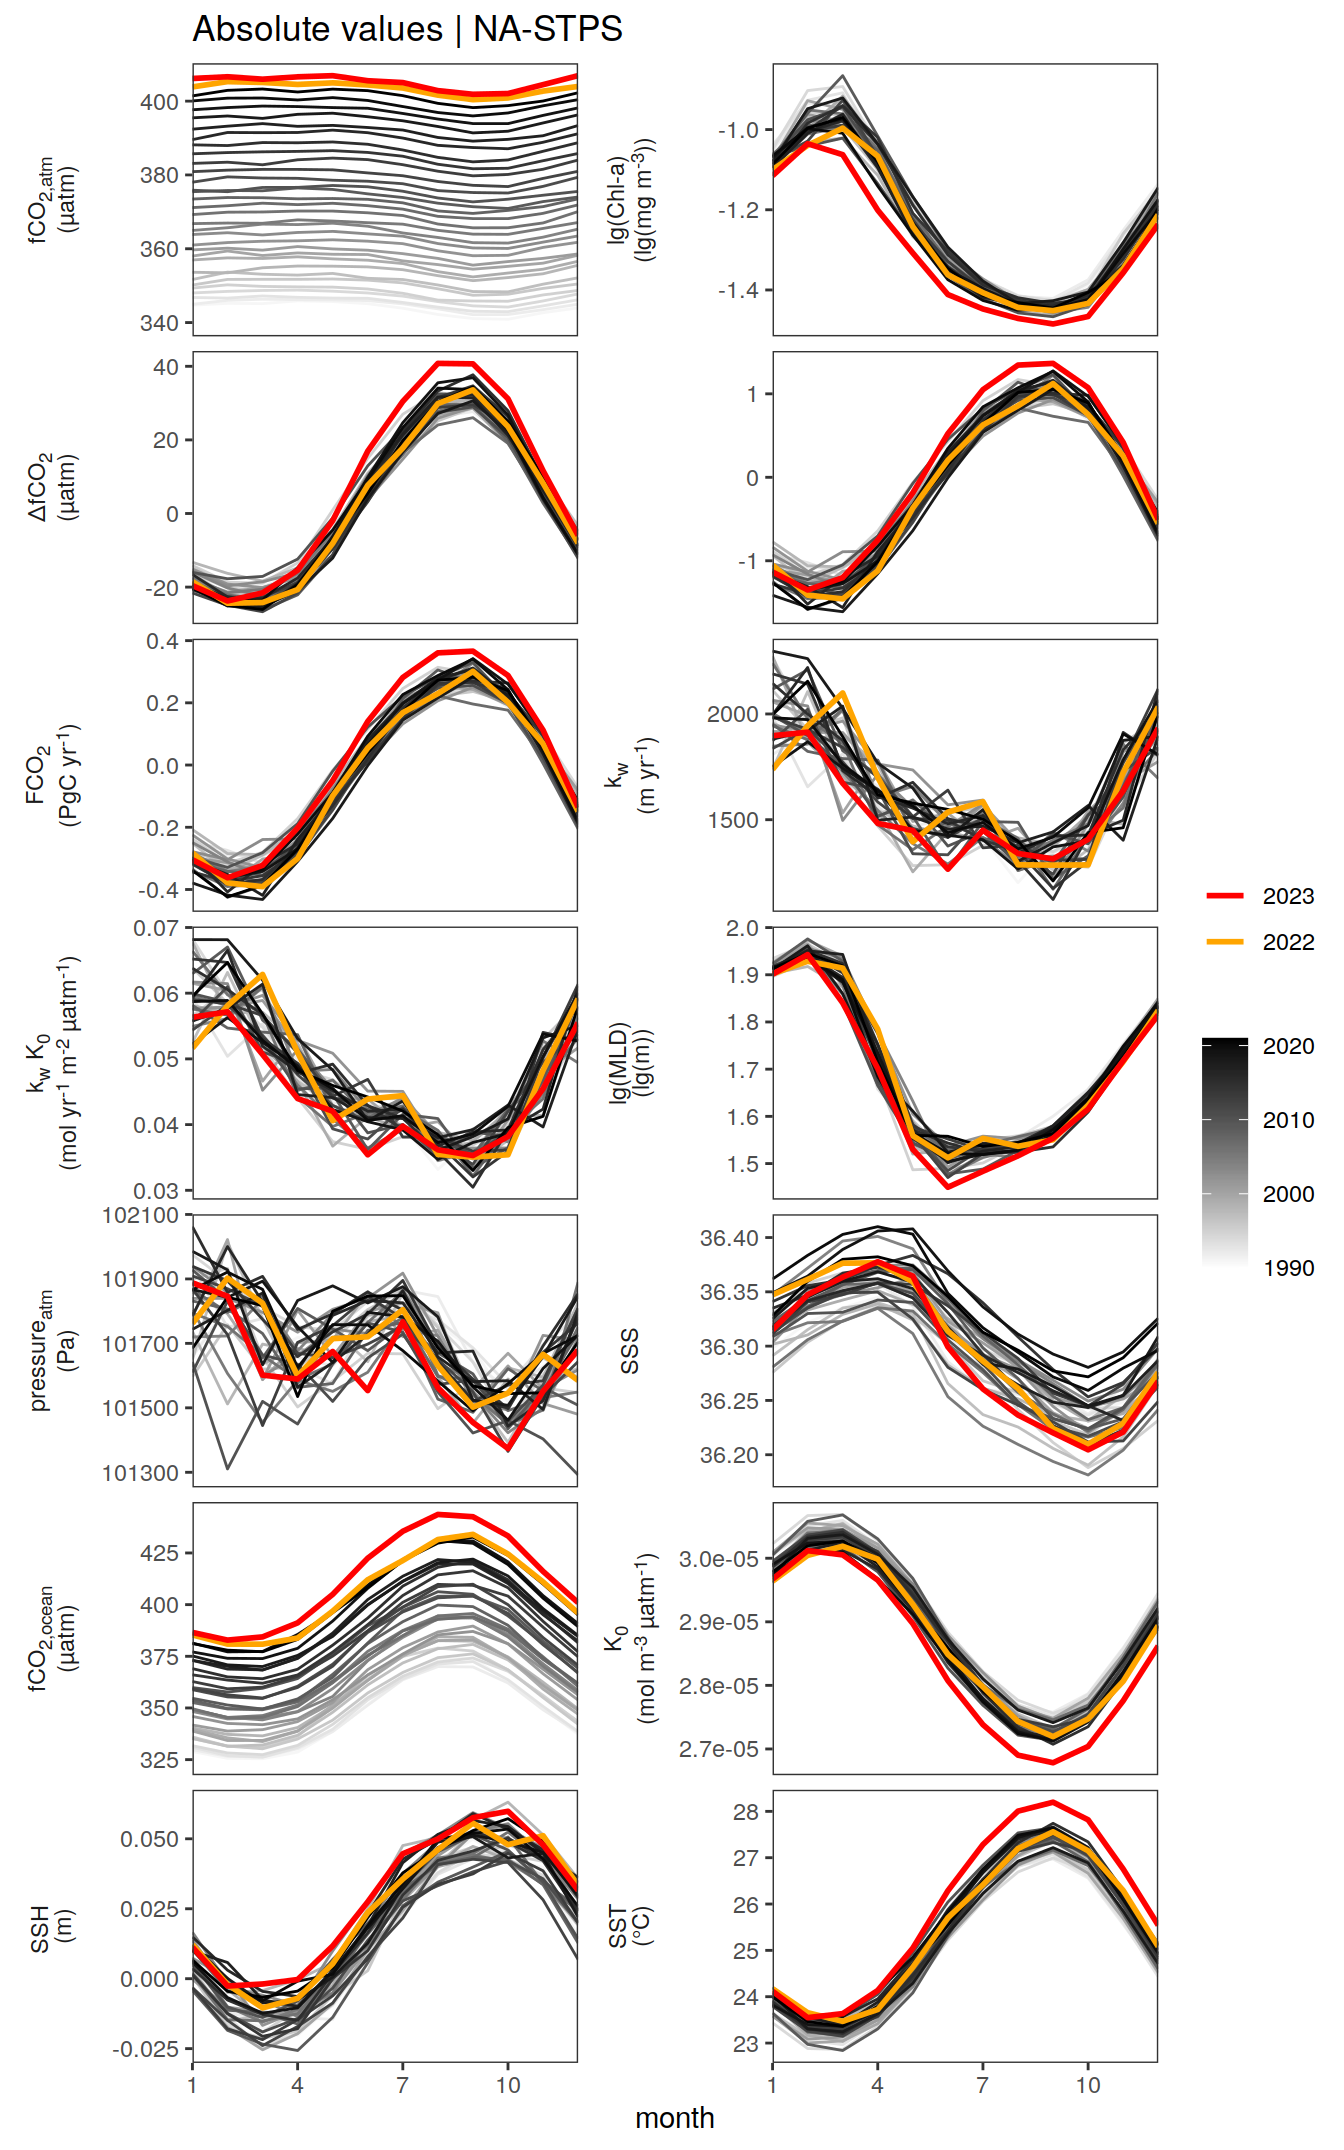 Absolute values | NA-STPS
fCO2,atm
(µatm)
400
380
360
340
lg(Chl-a)
(lg(mg m-3))
-1.0
-1.2
-1.4
ΔfCO2
(µatm)
40
20
0
-20
1
0
-1
FCO2
(PgC yr-1)
0.4
0.2
0.0
-0.2
-0.4
kw
(m yr-1)
2000
1500
kw K0
(mol yr-1 m-2 µatm-1)
0.07
0.06
0.05
0.04
0.03
lg(MLD)
(lg(m))
2.0
1.9
1.8
1.7
1.6
1.5
pressureatm
(Pa)
102100
101900
101700
101500
101300
SSS
36.40
36.35
36.30
36.25
36.20
fCO2,ocean
(µatm)
425
400
375
350
325
K0
(mol m-3 µatm-1)
3.0e-05
2.9e-05
2.8e-05
2.7e-05
SSH
(m)
0.050
0.025
0.000
-0.025
SST
(°C)
28
27
26
25
24
23
1 4 7 10
1 4 7 10
month
2023
2022
2020
2010
2000
1990